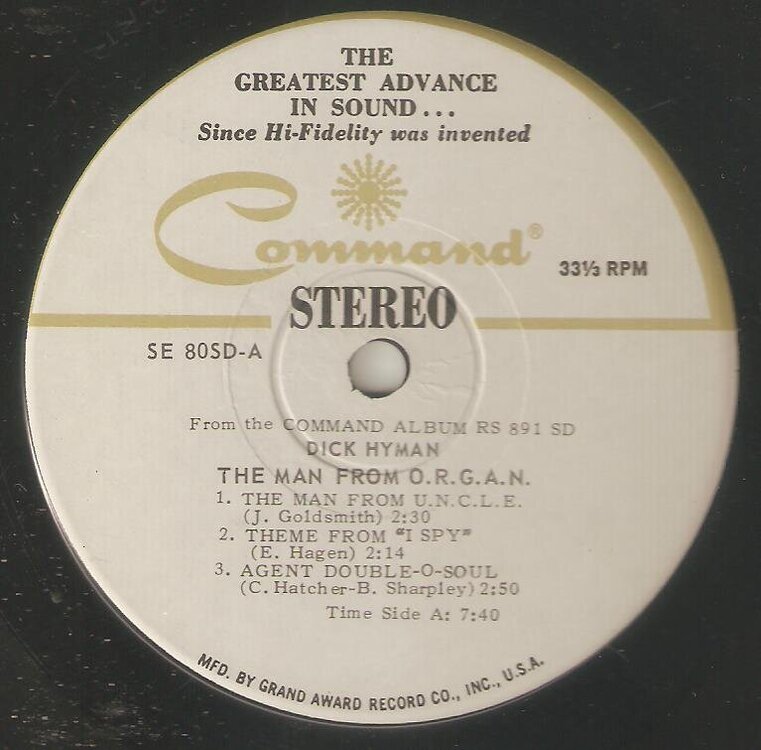 THE
GREATEST ADVANCE
IN SOUND...
Since Hi-Fidelity was invented
Command®
33⅓ RPM
STEREO
SE 80SD-A
From the COMMAND ALBUM RS 891 SD
DICK HYMAN
THE MAN FROM O.R.G.A.N.
1. THE MAN FROM U.N.C.L.E.
(J. Goldsmith) 2:30
2. THEME FROM "I SPY"
(E. Hagen) 2:14
3. AGENT DOUBLE-O-SOUL
(C. Hatcher-B. Sharpley) 2:50
Time Side A: 7:40
MFD. BY GRAND AWARD RECORD CO., INC., U.S.A.